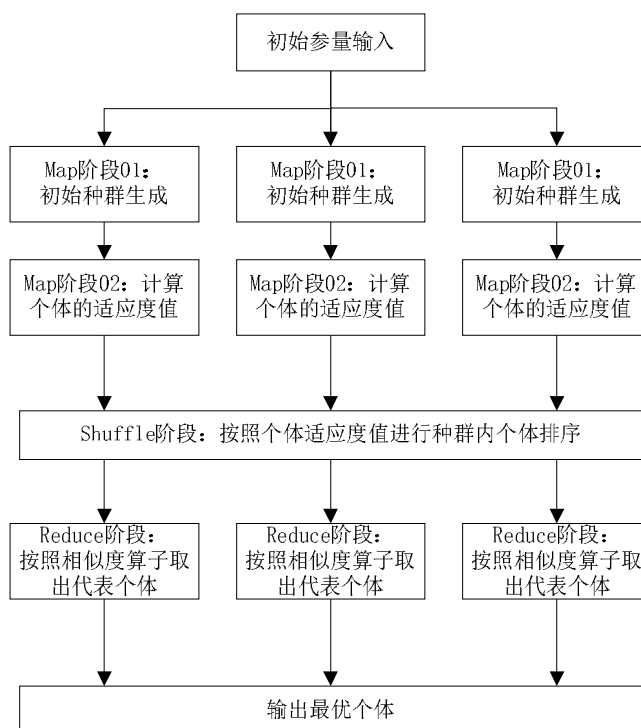 初始参量输入
Map阶段01：
初始种群生成
Map阶段01：
初始种群生成
Map阶段01：
初始种群生成
Map阶段02：计算
个体的适应度值
Map阶段02：计算
个体的适应度值
Map阶段02：计算
个体的适应度值
Shuffle阶段：按照个体适应度值进行种群内个体排序
Reduce阶段：
按照相似度算子取
出代表个体
Reduce阶段：
按照相似度算子取
出代表个体
Reduce阶段：
按照相似度算子取
出代表个体
输出最优个体